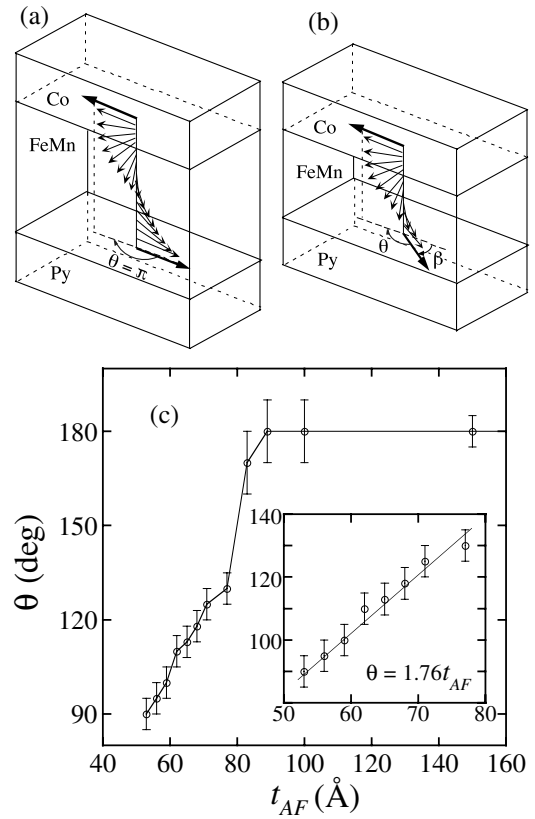 (a)
(b)
Co
FeMn
θ = π
Py
Co
FeMn
θ
β
Py
(c)
180
150
120
90
θ (deg)
40 60 80 100 120 140 160
t_AF (Å)
140
120
100
80
50 60 70 80
θ = 1.76t_AF